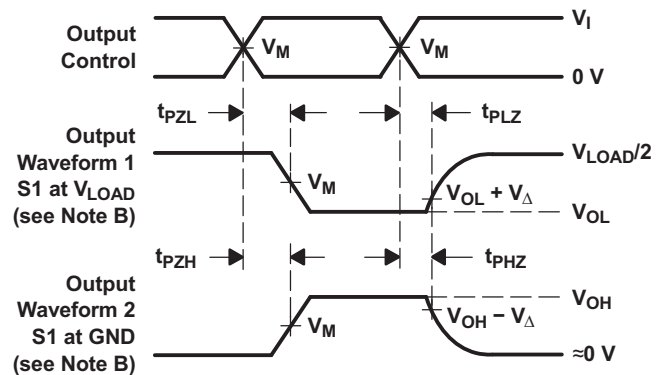 Output
Control
V_I
V_M
V_M
0 V
t_PZL
t_PLZ
Output
Waveform 1
S1 at V_LOAD
(see Note B)
V_LOAD/2
V_M
V_OL + V_Δ
V_OL
t_PZH
t_PHZ
Output
Waveform 2
S1 at GND
(see Note B)
V_OH
V_M
V_OH − V_Δ
≈0 V